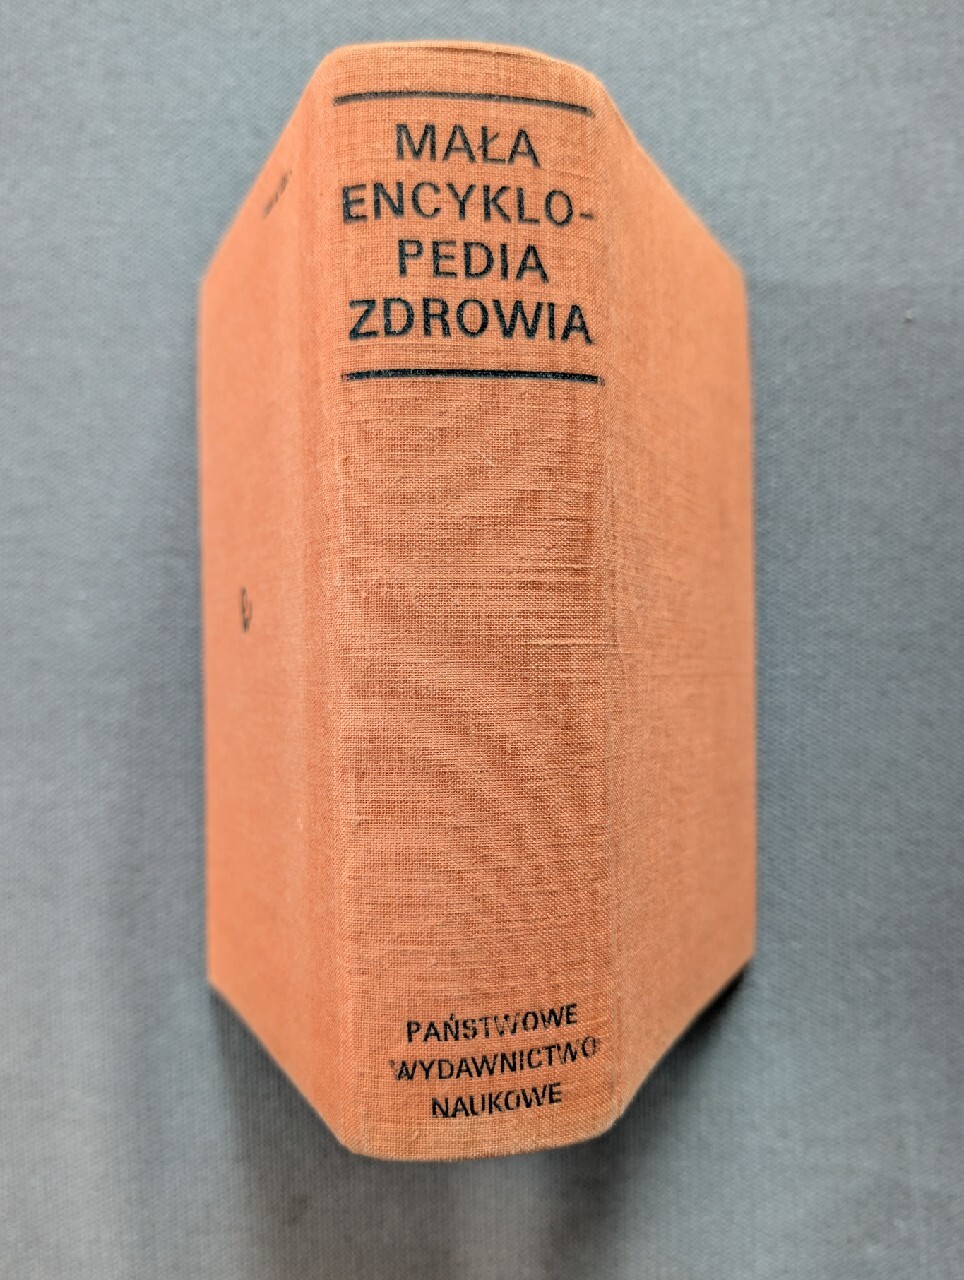 MAŁA
ENCYKLO-
PEDIA
ZDROWIA
PAŃSTWOWE
WYDAWNICTWO
NAUKOWE